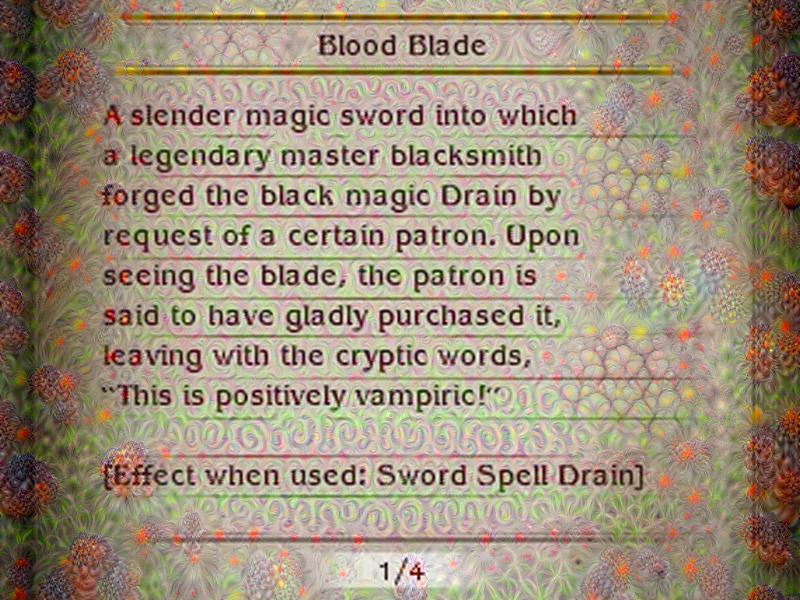 Blood Blade
A slender magic sword into which
a legendary master blacksmith
forged the black magic Drain by
request of a certain patron. Upon
seeing the blade, the patron is
said to have gladly purchased it,
leaving with the cryptic words,
“This is positively vampiric!“
[Effect when used: Sword Spell Drain]
1/4